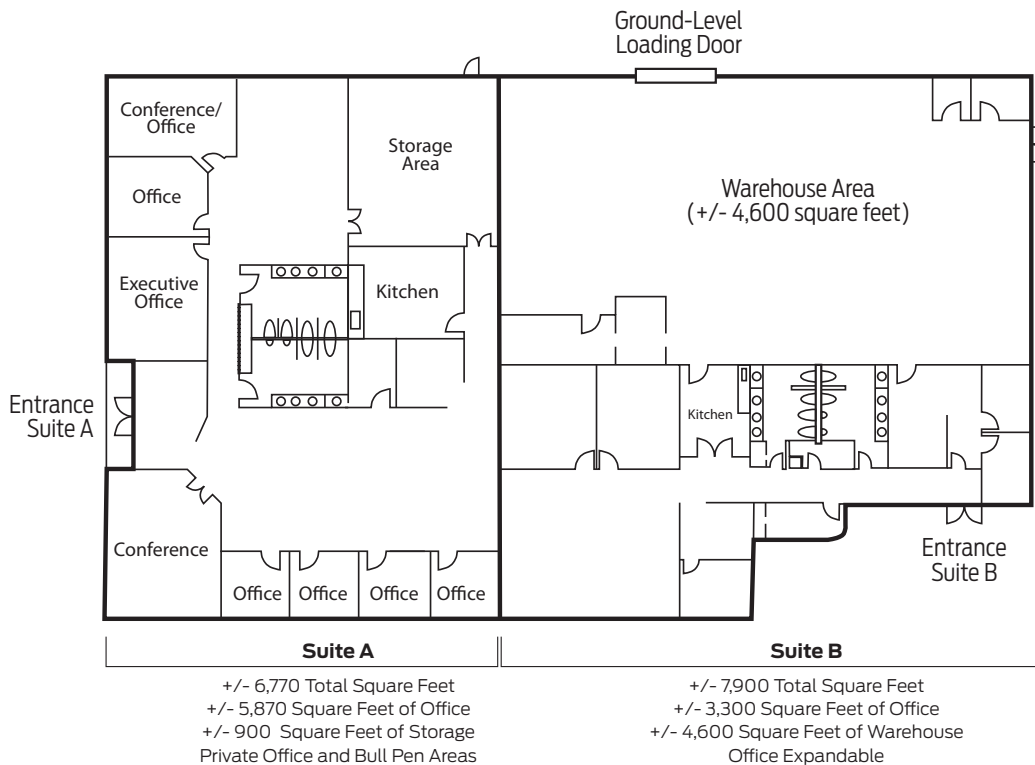 Ground-Level
Loading Door
Conference/
Office
Storage
Area
Office
Warehouse Area
(+/- 4,600 square feet)
Executive
Office
Kitchen
Entrance
Suite A
Kitchen
Conference
Entrance
Suite B
Office
Office
Office
Office
Suite A
+/- 6,770 Total Square Feet
+/- 5,870 Square Feet of Office
+/- 900 Square Feet of Storage
Private Office and Bull Pen Areas
Suite B
+/- 7,900 Total Square Feet
+/- 3,300 Square Feet of Office
+/- 4,600 Square Feet of Warehouse
Office Expandable